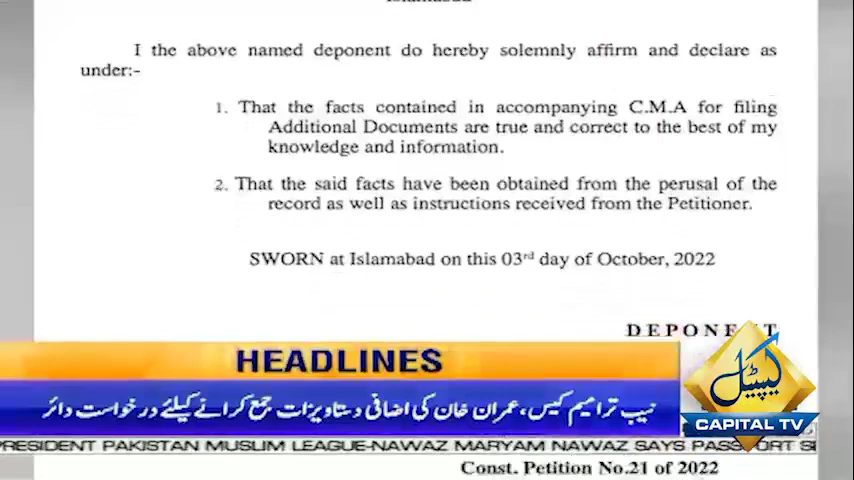 I the above named deponent do hereby solemnly affirm and declare as
under:-
1. That the facts contained in accompanying C.M.A for filing
Additional Documents are true and correct to the best of my
knowledge and information.
2. That the said facts have been obtained from the perusal of the
record as well as instructions received from the Petitioner.
SWORN at Islamabad on this 03rd day of October, 2022
DEPONENT
HEADLINES
نیب ترامیم کیس، عمران خان کی اضافی دستاویزات جمع کرانے کیلئے درخواست دائر
کیپیٹل
CAPITAL TV
PRESIDENT PAKISTAN MUSLIM LEAGUE-NAWAZ MARYAM NAWAZ SAYS PASSPORT
Const. Petition No.21 of 2022